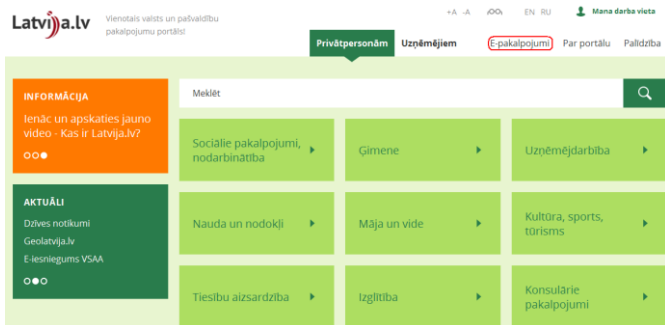 Latvija.lv
Vienotais valsts un pašvaldību
pakalpojumu portāls!
+A -A EN RU Mana darba vieta
Privātpersonām Uzņēmējiem E-pakalpojumi Par portālu Palīdzība
INFORMĀCIJA
Ienāc un apskaties jauno
video - Kas ir Latvija.lv?
AKTUĀLI
Dzīves notikumi
Geolatvija.lv
E-iesniegums VSAA
Meklēt
Sociālie pakalpojumi,
nodarbinātība
Ģimene
Uzņēmējdarbība
Nauda un nodokļi
Māja un vide
Kultūra, sports,
tūrisms
Tiesību aizsardzība
Izglītība
Konsulārie
pakalpojumi